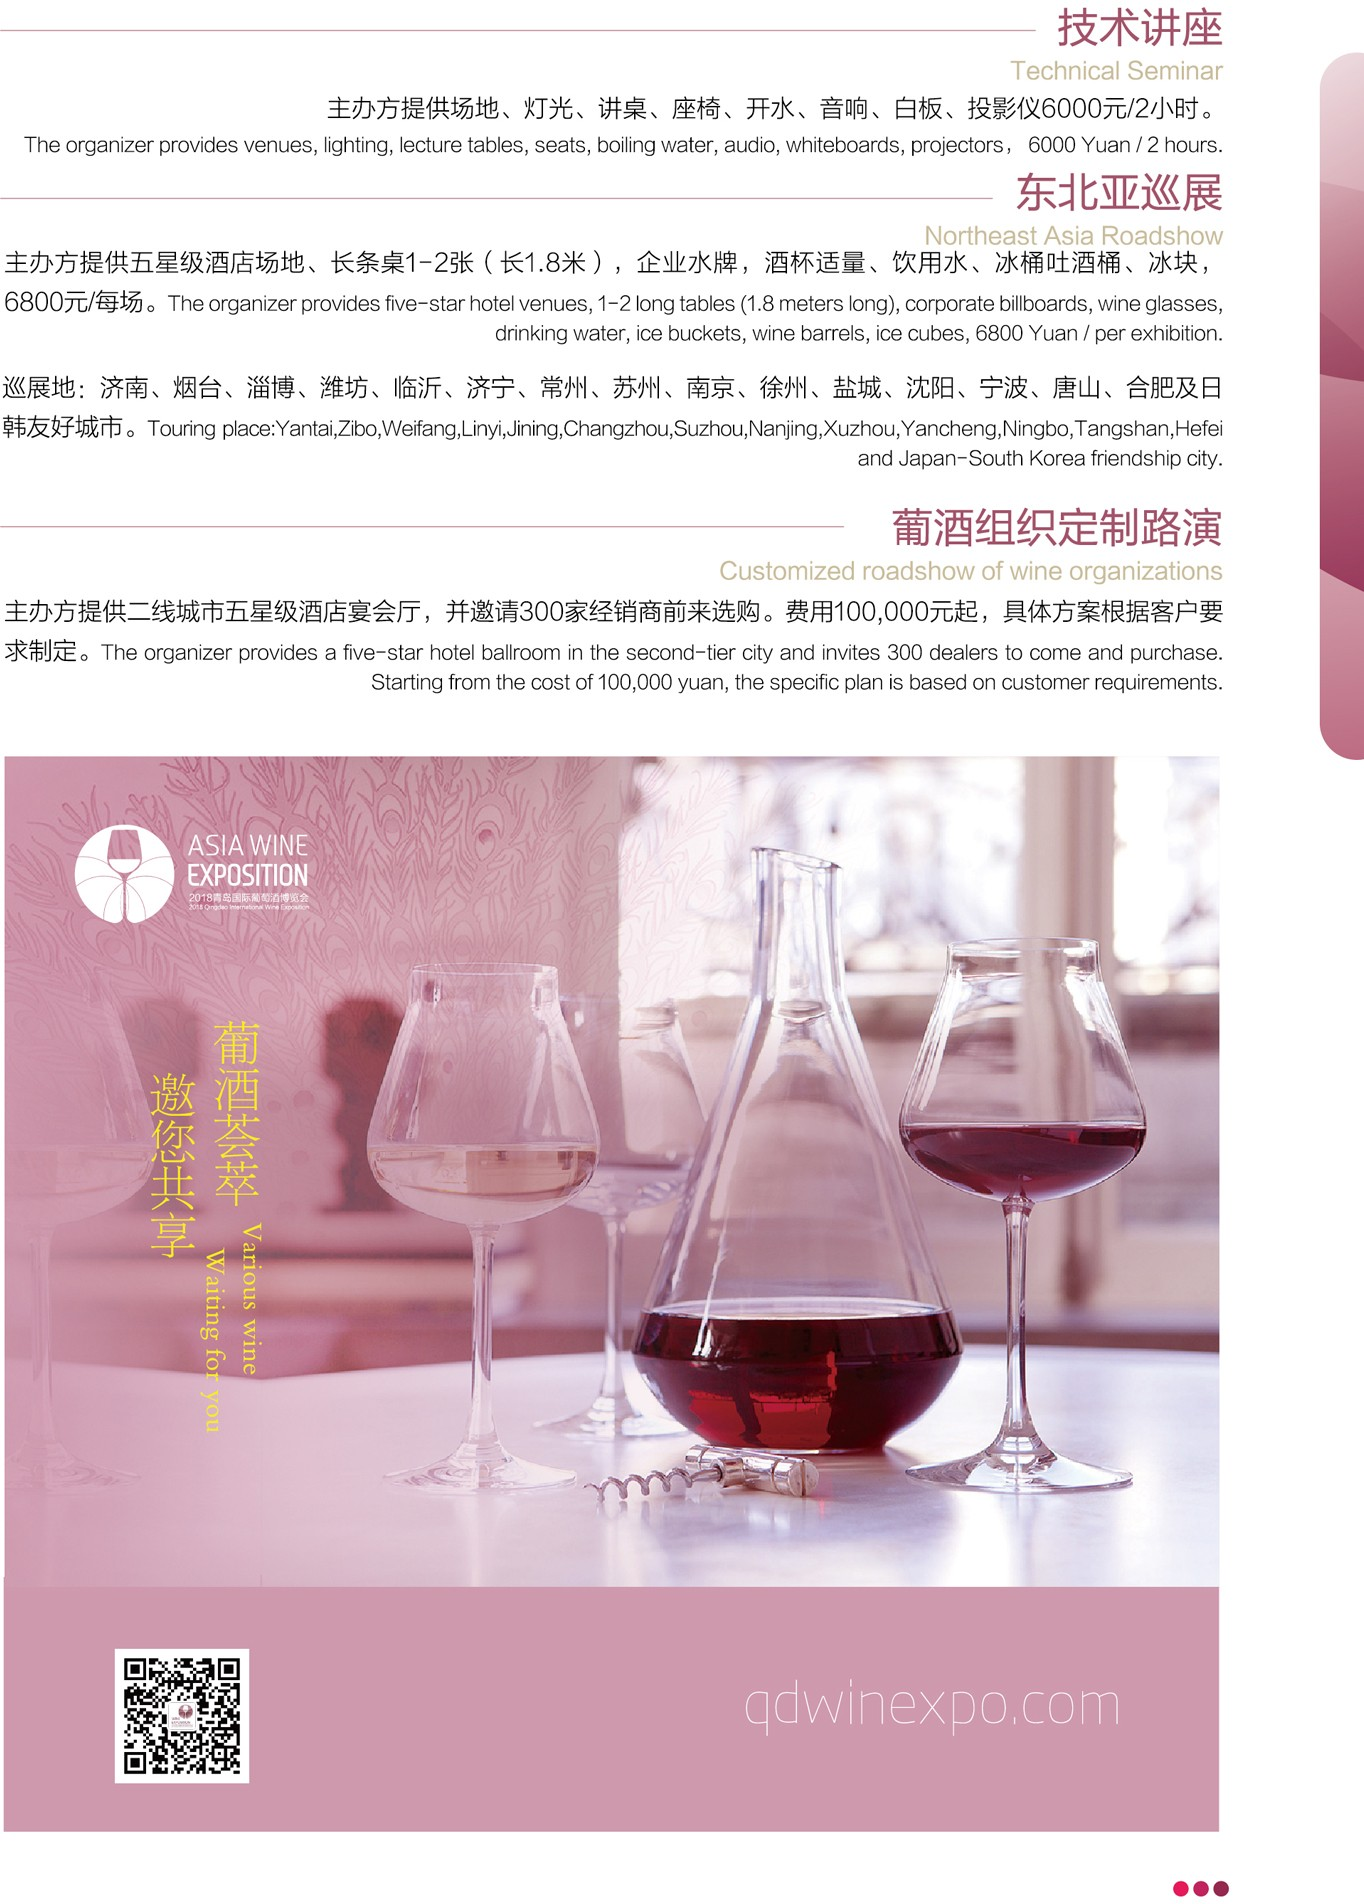 技术讲座
Technical Seminar
主办方提供场地、灯光、讲桌、座椅、开水、音响、白板、投影仪6000元/2小时。
The organizer provides venues, lighting, lecture tables, seats, boiling water, audio, whiteboards, projectors， 6000 Yuan / 2 hours.
东北亚巡展
Northeast Asia Roadshow
主办方提供五星级酒店场地、长条桌1-2张（长1.8米），企业水牌，酒杯适量、饮用水、冰桶吐酒桶、冰块，
6800元/每场。The organizer provides five-star hotel venues, 1-2 long tables (1.8 meters long), corporate billboards, wine glasses,
drinking water, ice buckets, wine barrels, ice cubes, 6800 Yuan / per exhibition.
巡展地：济南、烟台、淄博、潍坊、临沂、济宁、常州、苏州、南京、徐州、盐城、沈阳、宁波、唐山、合肥及日
韩友好城市。Touring place:Yantai,Zibo,Weifang,Linyi,Jining,Changzhou,Suzhou,Nanjing,Xuzhou,Yancheng,Ningbo,Tangshan,Hefei
and Japan-South Korea friendship city.
葡酒组织定制路演
Customized roadshow of wine organizations
主办方提供二线城市五星级酒店宴会厅，并邀请300家经销商前来选购。费用100,000元起，具体方案根据客户要
求制定。The organizer provides a five-star hotel ballroom in the second-tier city and invites 300 dealers to come and purchase.
Starting from the cost of 100,000 yuan, the specific plan is based on customer requirements.
ASIA WINE
EXPOSITION
2018青岛国际葡萄酒博览会
2018 Qingdao International Wine Exposition
葡酒荟萃
邀您共享
Various wine
Waiting for you
qdwinexpo.com